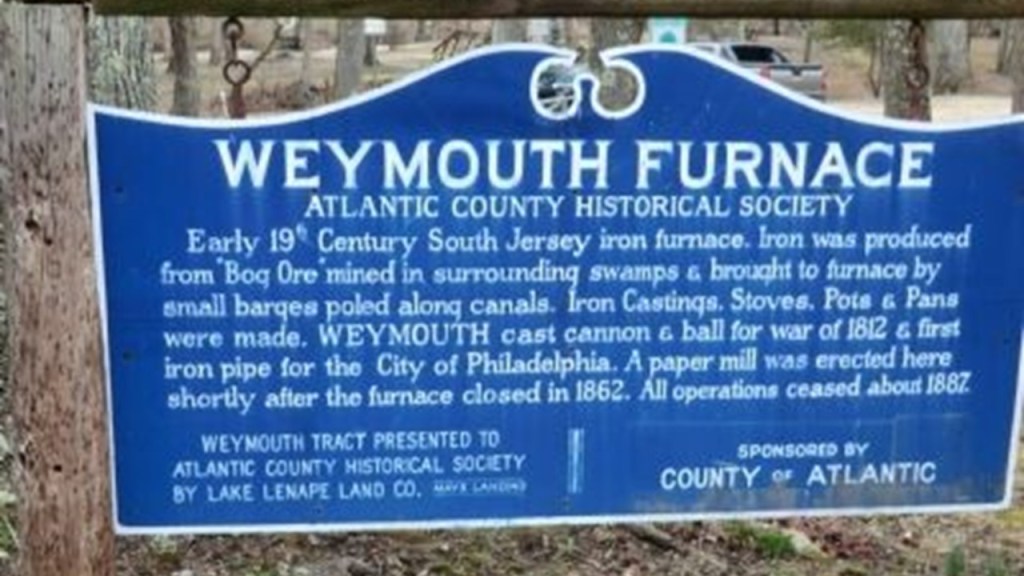 WEYMOUTH FURNACE
ATLANTIC COUNTY HISTORICAL SOCIETY
Early 19th Century South Jersey iron furnace. Iron was produced
from "Bog Ore" mined in surrounding swamps & brought to furnace by
small barges poled along canals. Iron Castings. Stoves. Pots & Pans
were made. WEYMOUTH cast cannon & ball for war of 1812 & first
iron pipe for the City of Philadelphia. A paper mill was erected here
shortly after the furnace closed in 1862. All operations ceased about 1887.
WEYMOUTH TRACT PRESENTED TO
ATLANTIC COUNTY HISTORICAL SOCIETY
BY LAKE LENAPE LAND CO. MAYS LANDING
SPONSORED BY
COUNTY OF ATLANTIC